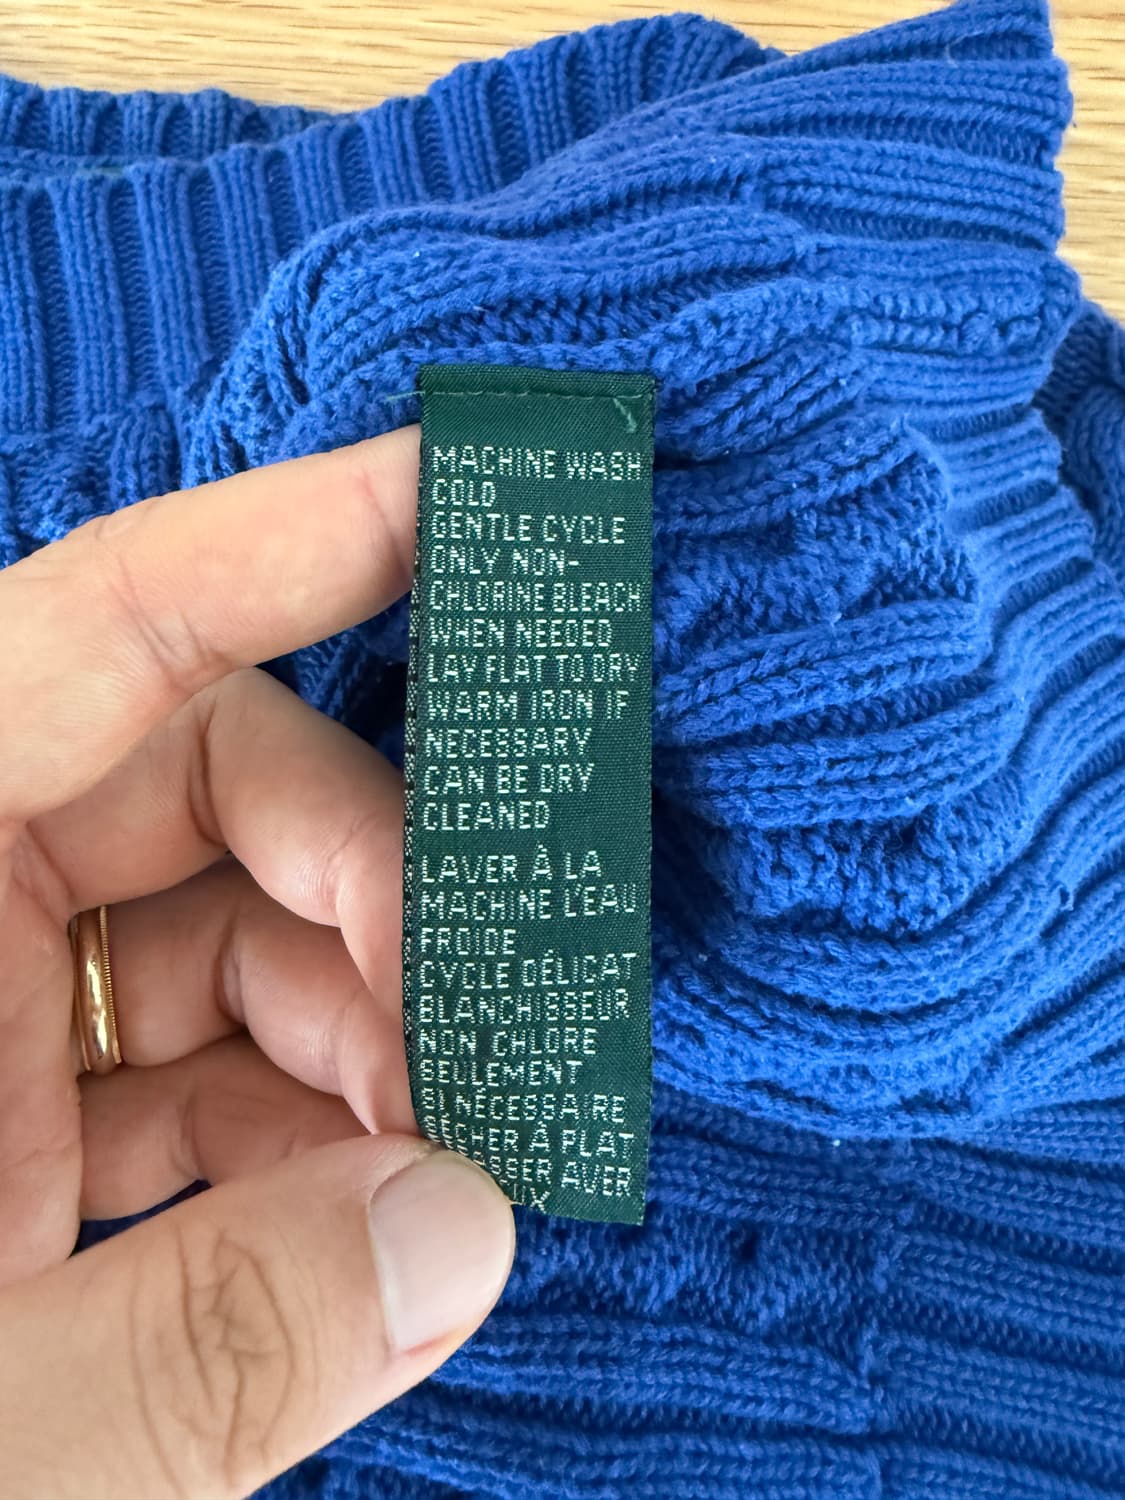 MACHINE WASH
COLD
GENTLE CYCLE
ONLY NON-
CHLORINE BLEACH
WHEN NEEDED
LAY FLAT TO DRY
WARM IRON IF
NECESSARY
CAN BE DRY
CLEANED
LAVER À LA
MACHINE L'EAU
FROIDE
CYCLE DÉLICAT
BLANCHISSEUR
NON CHLORE
SEULEMENT
SI NÉCESSAIRE
SÉCHER À PLAT
AVER